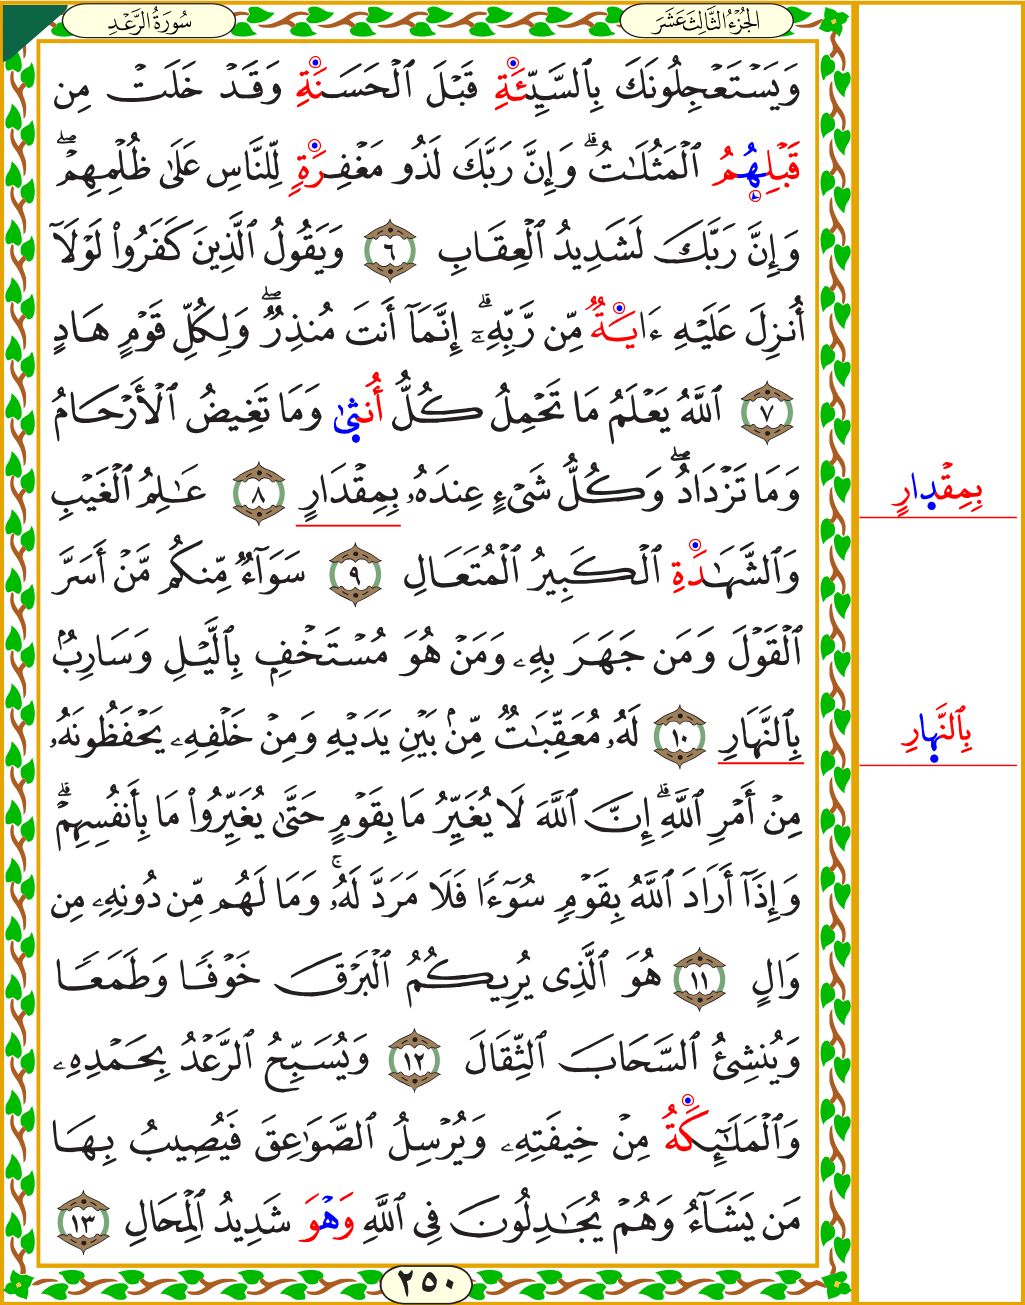 الجُزْءُ الثَّالِثَ عَشَرَ
سُورَةُ الرَّعْدِ
وَيَسْتَعْجِلُونَكَ بِٱلسَّيِّئَةِ قَبْلَ ٱلْحَسَنَةِ وَقَدْ خَلَتْ مِن
قَبْلِهِمُ ٱلْمَثُلَٰتُ ۗ وَإِنَّ رَبَّكَ لَذُو مَغْفِرَةٍ لِّلنَّاسِ عَلَىٰ ظُلْمِهِمْ ۖ
وَإِنَّ رَبَّكَ لَشَدِيدُ ٱلْعِقَابِ ٦ وَيَقُولُ ٱلَّذِينَ كَفَرُوا۟ لَوْلَآ
أُنزِلَ عَلَيْهِ ءَايَةٌ مِّن رَّبِّهِۦٓ ۗ إِنَّمَآ أَنتَ مُنذِرٌ ۖ وَلِكُلِّ قَوْمٍ هَادٍ
٧ ٱللَّهُ يَعْلَمُ مَا تَحْمِلُ كُلُّ أُنثَىٰ وَمَا تَغِيضُ ٱلْأَرْحَامُ
وَمَا تَزْدَادُ ۖ وَكُلُّ شَىْءٍ عِندَهُۥ بِمِقْدَارٍ ٨ عَٰلِمُ ٱلْغَيْبِ
بِمِقْدَارٍ
وَٱلشَّهَٰدَةِ ٱلْكَبِيرُ ٱلْمُتَعَالِ ٩ سَوَآءٌ مِّنكُم مَّنْ أَسَرَّ
ٱلْقَوْلَ وَمَن جَهَرَ بِهِۦ وَمَنْ هُوَ مُسْتَخْفٍۭ بِٱلَّيْلِ وَسَارِبٌۢ
بِٱلنَّهَارِ ١٠ لَهُۥ مُعَقِّبَٰتٌ مِّنۢ بَيْنِ يَدَيْهِ وَمِنْ خَلْفِهِۦ يَحْفَظُونَهُۥ
بِٱلنَّهَارِ
مِنْ أَمْرِ ٱللَّهِ ۗ إِنَّ ٱللَّهَ لَا يُغَيِّرُ مَا بِقَوْمٍ حَتَّىٰ يُغَيِّرُوا۟ مَا بِأَنفُسِهِمْ ۗ
وَإِذَآ أَرَادَ ٱللَّهُ بِقَوْمٍ سُوٓءًا فَلَا مَرَدَّ لَهُۥ ۚ وَمَا لَهُم مِّن دُونِهِۦ مِن
وَالٍ ١١ هُوَ ٱلَّذِى يُرِيكُمُ ٱلْبَرْقَ خَوْفًا وَطَمَعًا
وَيُنشِئُ ٱلسَّحَابَ ٱلثِّقَالَ ١٢ وَيُسَبِّحُ ٱلرَّعْدُ بِحَمْدِهِۦ
وَٱلْمَلَٰٓئِكَةُ مِنْ خِيفَتِهِۦ وَيُرْسِلُ ٱلصَّوَٰعِقَ فَيُصِيبُ بِهَا
مَن يَشَآءُ وَهُمْ يُجَٰدِلُونَ فِى ٱللَّهِ وَهْوَ شَدِيدُ ٱلْمِحَالِ ١٣
٢٥٠